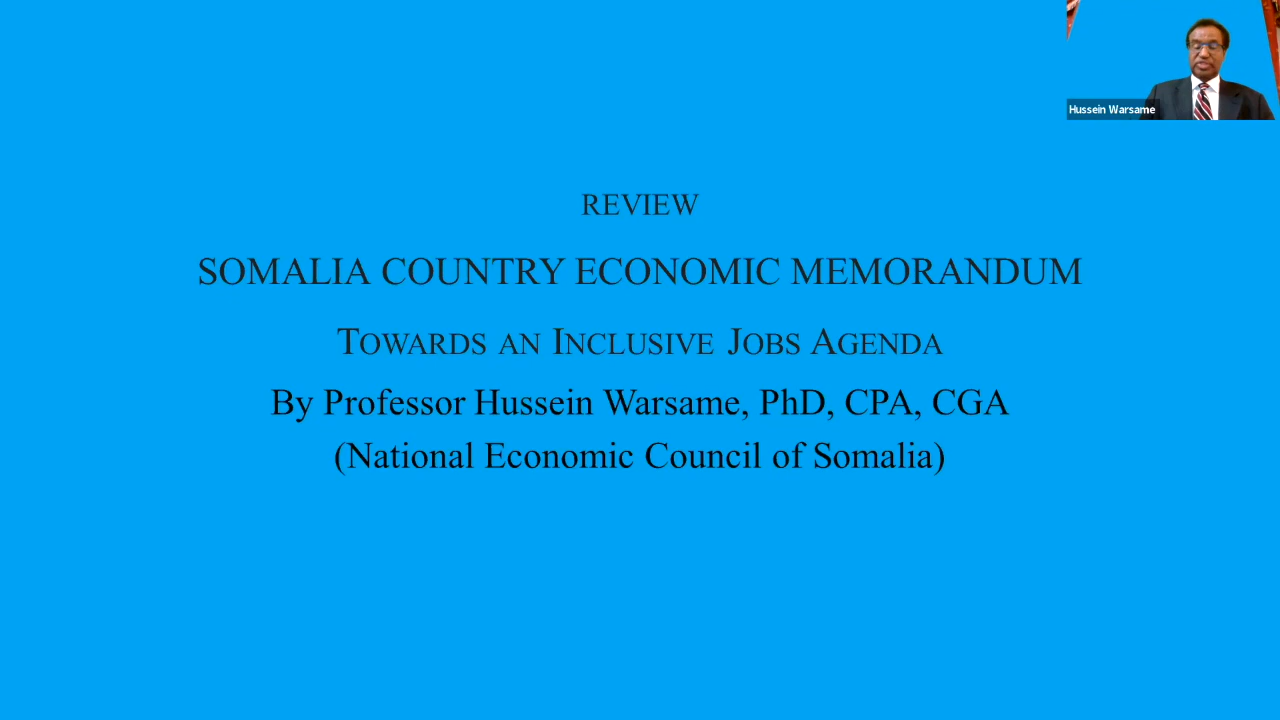 Hussein Warsame
REVIEW
SOMALIA COUNTRY ECONOMIC MEMORANDUM
TOWARDS AN INCLUSIVE JOBS AGENDA
By Professor Hussein Warsame, PhD, CPA, CGA
(National Economic Council of Somalia)